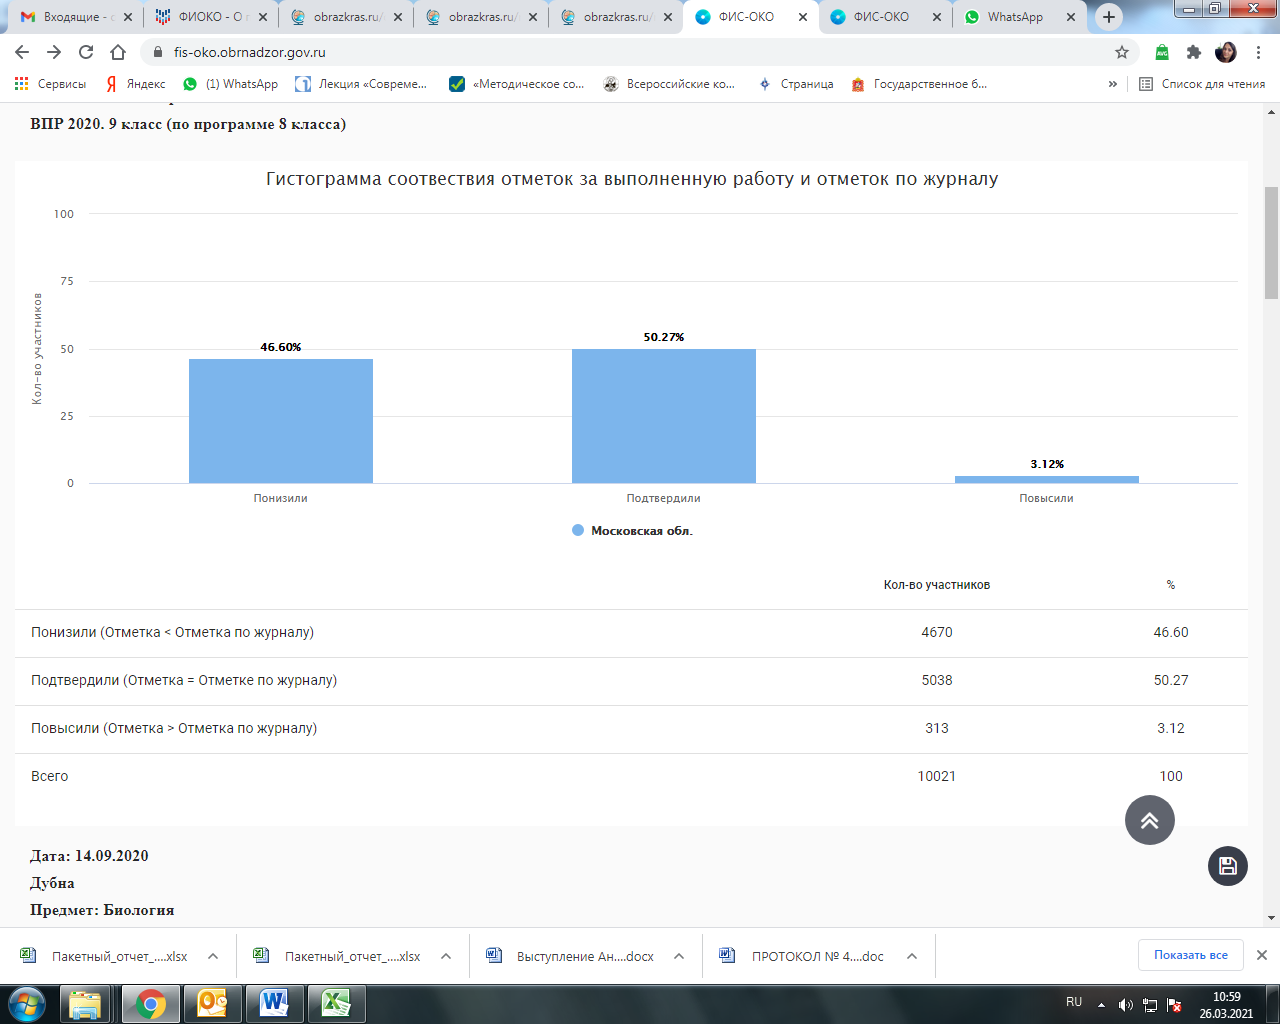 Входящие - с
ФИОКО - О п
obrazkras.ru/
obrazkras.ru/
obrazkras.ru/
ФИС-ОКО
ФИС-ОКО
WhatsApp
fis-oko.obrnadzor.gov.ru
Сервисы
Яндекс
(1) WhatsApp
Лекция «Совреме...
«Методическое со...
Всероссийские ко...
Страница
Государственное б...
»
Список для чтения
ВПР 2020. 9 класс (по программе 8 класса)
Гистограмма соотвествия отметок за выполненную работу и отметок по журналу
Кол-во участников
100
75
50
25
0
46.60%
50.27%
3.12%
Понизили
Подтвердили
Повысили
Московская обл.
Кол-во участников %
Понизили (Отметка < Отметка по журналу) 4670 46.60
Подтвердили (Отметка = Отметке по журналу) 5038 50.27
Повысили (Отметка > Отметка по журналу) 313 3.12
Всего 10021 100
Дата: 14.09.2020
Дубна
Предмет: Биология
Пакетный_отчет_....xlsx
Пакетный_отчет_....xlsx
Выступление Ан....docx
ПРОТОКОЛ № 4....doc
Показать все
RU
10:59
26.03.2021